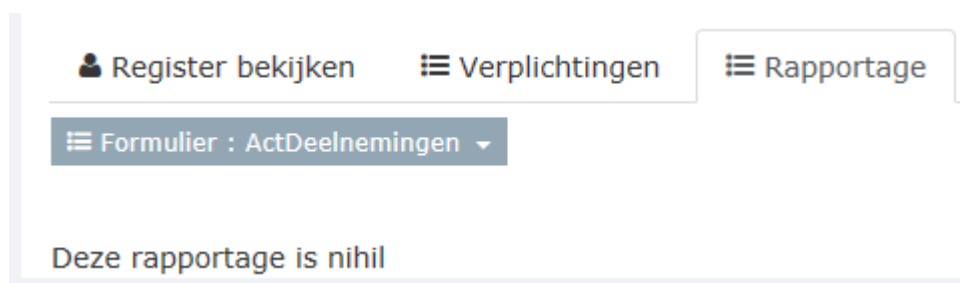 Register bekijken Verplichtingen Rapportage
Formulier : ActDeelnemingen
Deze rapportage is nihil